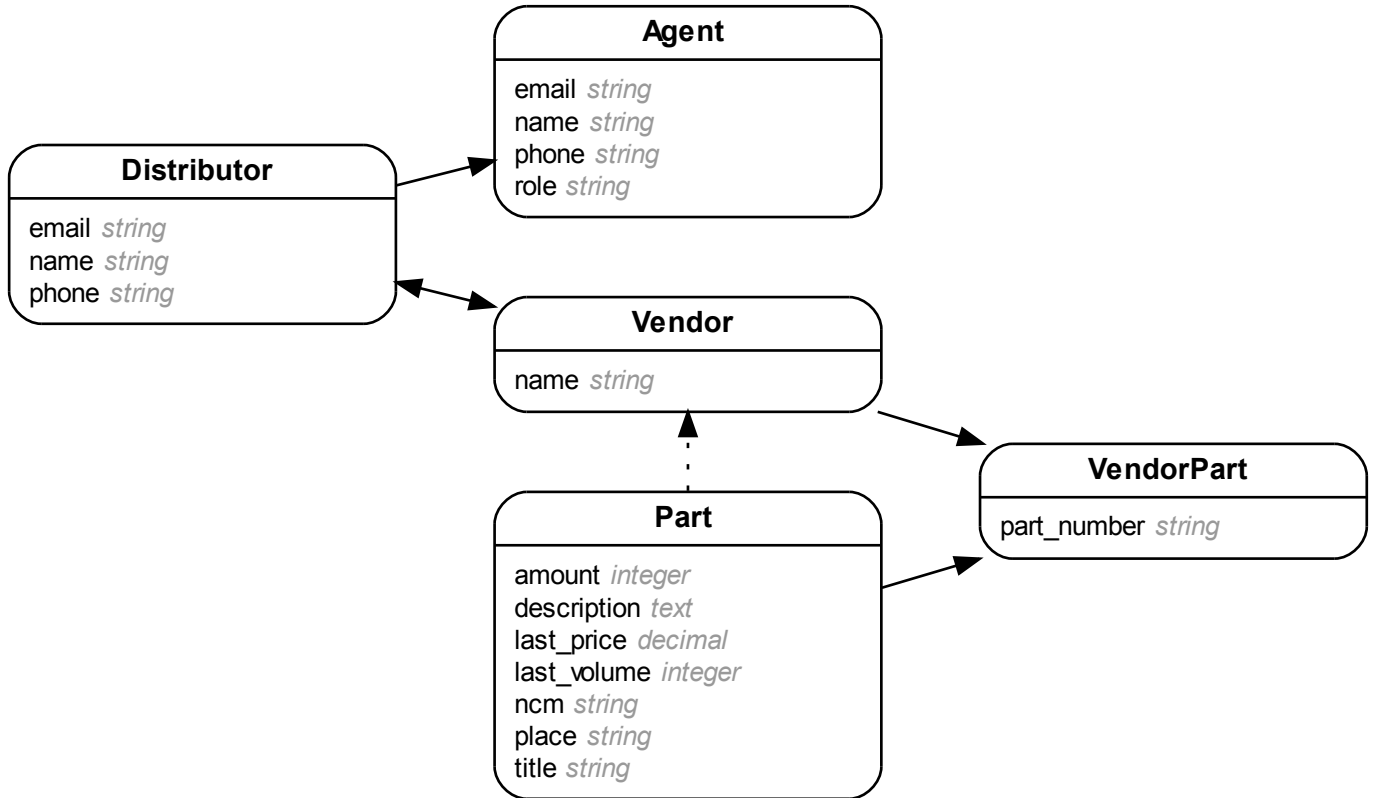 Agent
email string
name string
phone string
role string
Distributor
email string
name string
phone string
Vendor
name string
VendorPart
part_number string
Part
amount integer
description text
last_price decimal
last_volume integer
ncm string
place string
title string